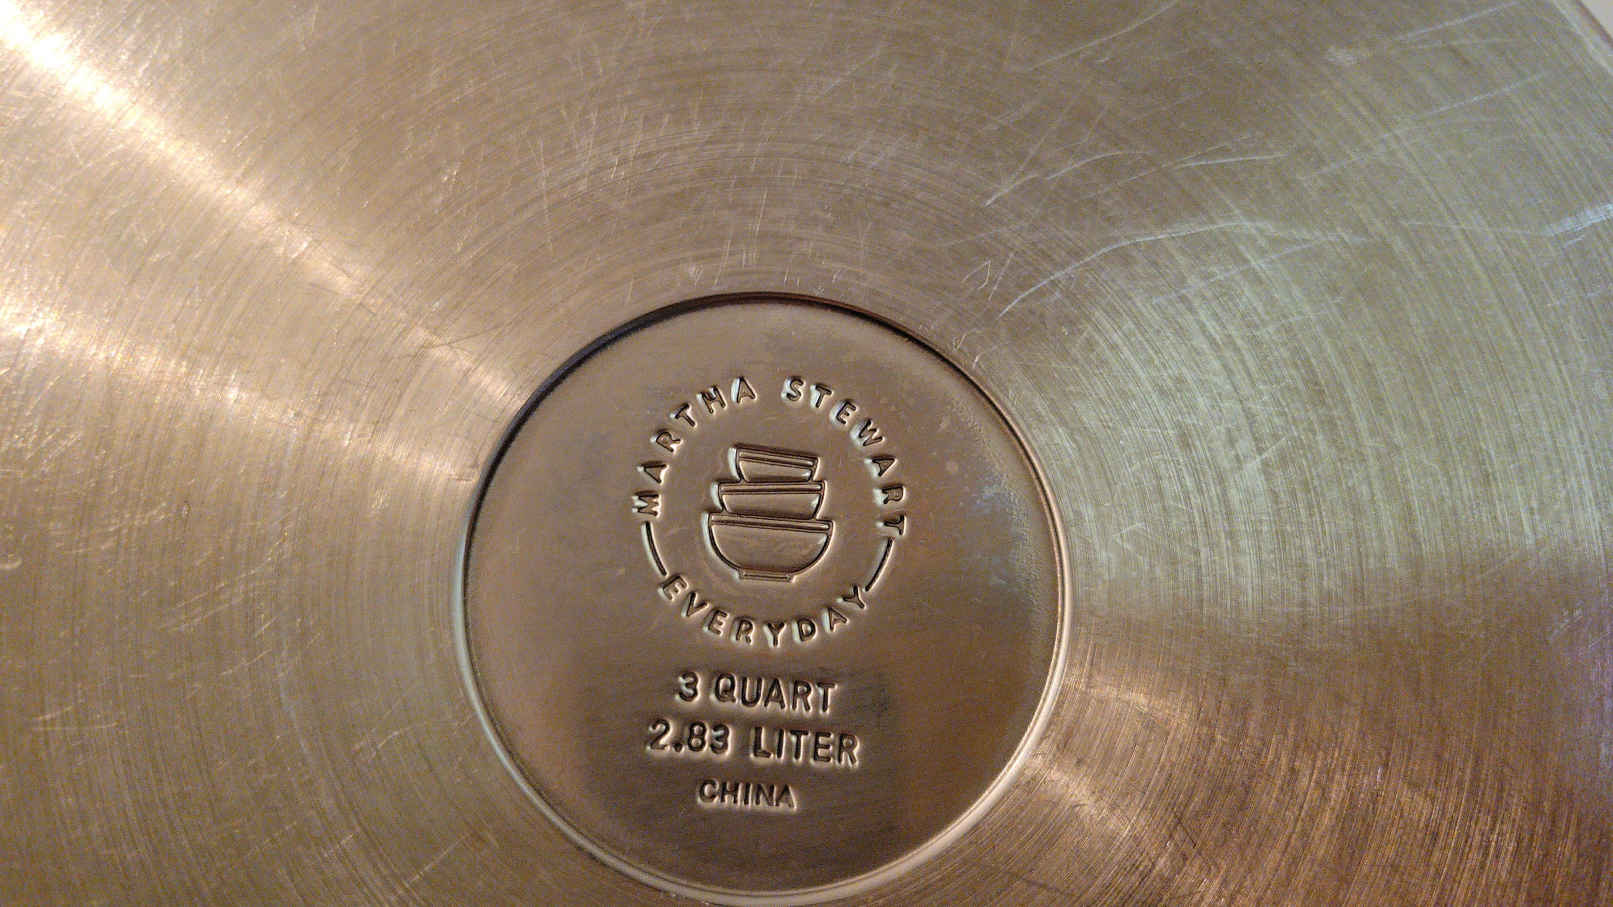 MARTHA STEWART
EVERYDAY
3 QUART
2.83 LITER
CHINA